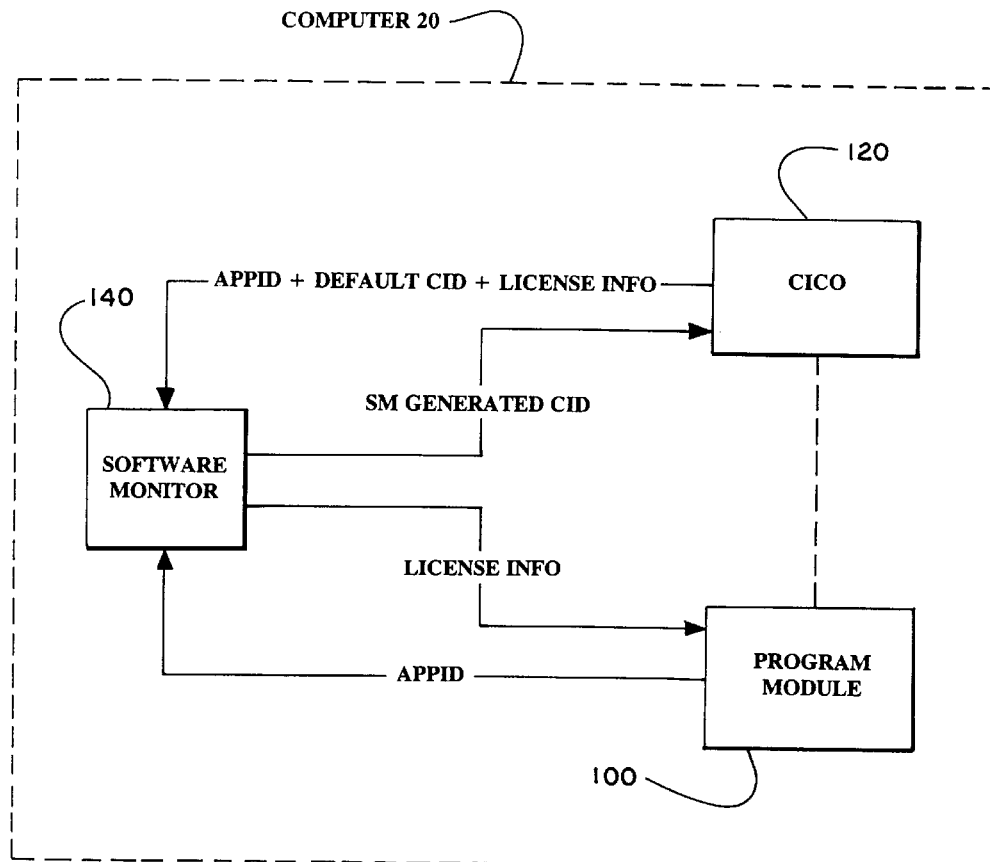 COMPUTER 20
120
APPID + DEFAULT CID + LICENSE INFO
CICO
140
SM GENERATED CID
SOFTWARE
MONITOR
LICENSE INFO
PROGRAM
MODULE
APPID
100